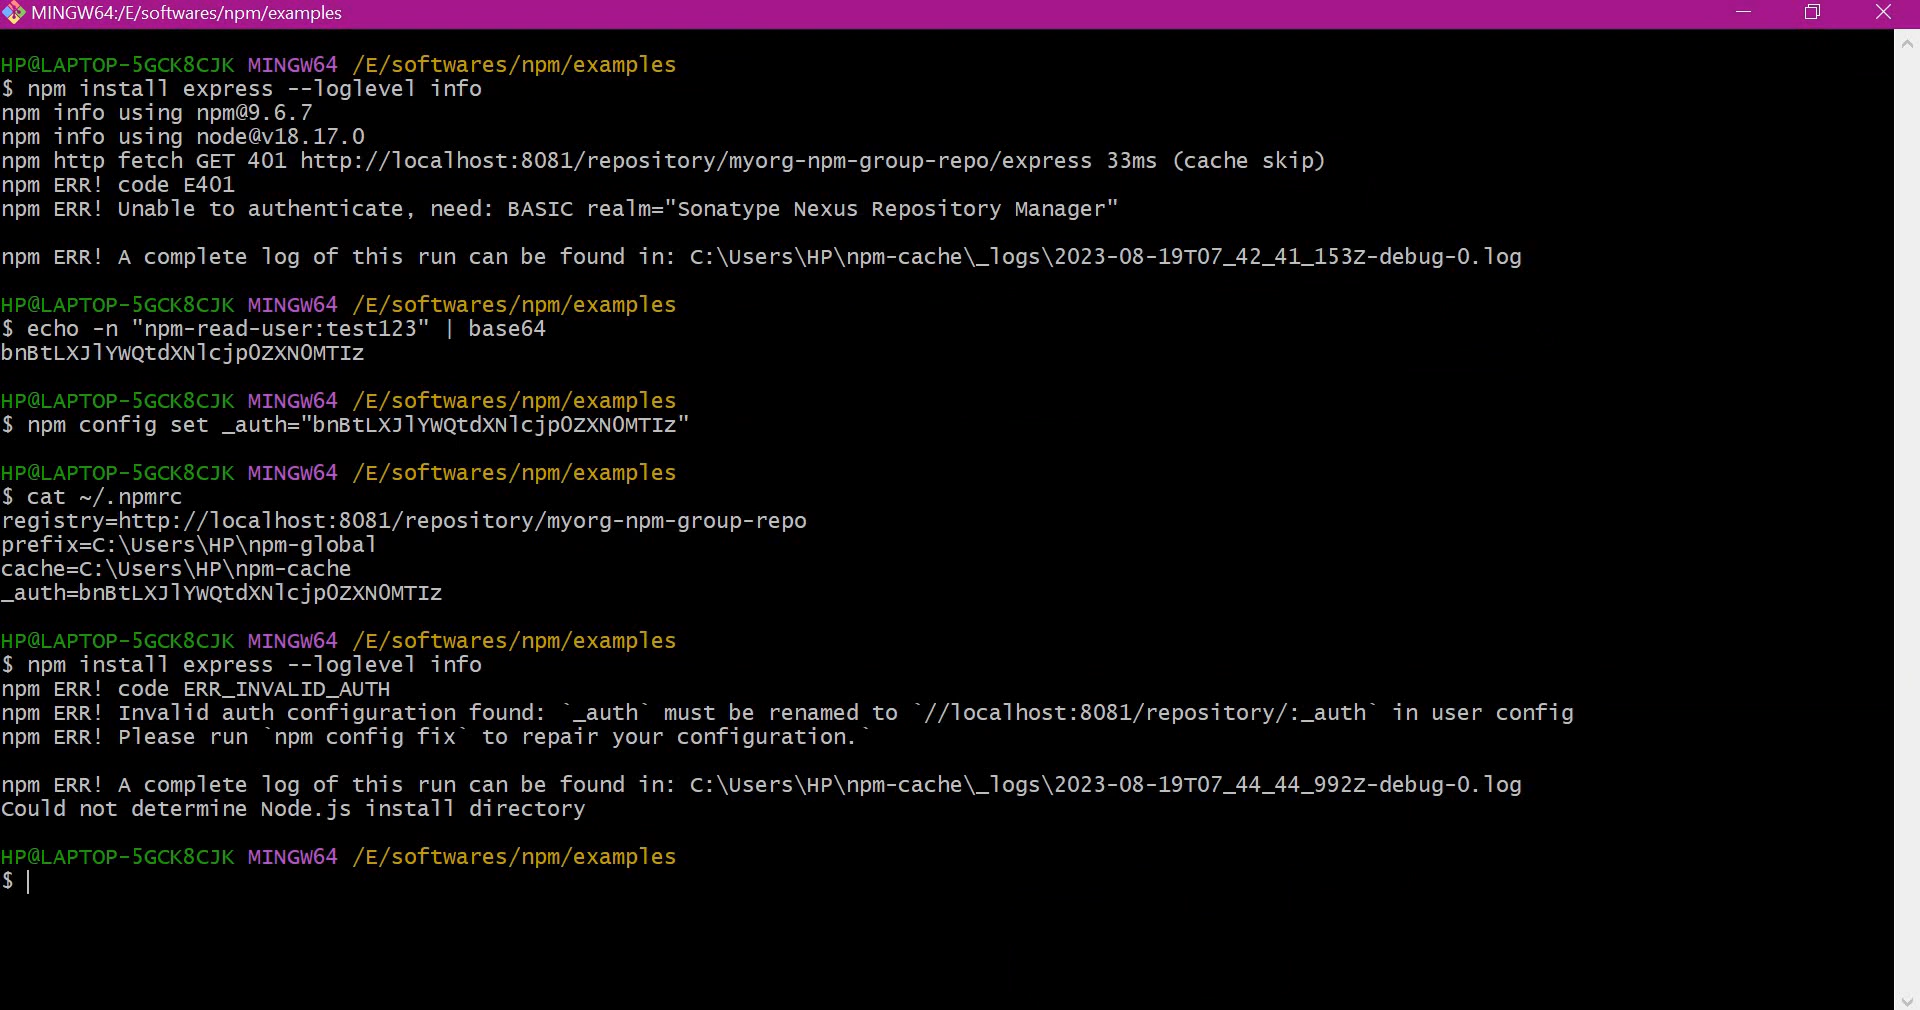 MINGW64:/E/softwares/npm/examples
HP@LAPTOP-5GCK8CJK MINGW64 /E/softwares/npm/examples
$ npm install express --loglevel info
npm info using npm@9.6.7
npm info using node@v18.17.0
npm http fetch GET 401 http://localhost:8081/repository/myorg-npm-group-repo/express 33ms (cache skip)
npm ERR! code E401
npm ERR! Unable to authenticate, need: BASIC realm="Sonatype Nexus Repository Manager"
npm ERR! A complete log of this run can be found in: C:\Users\HP\npm-cache\_logs\2023-08-19T07_42_41_153Z-debug-0.log
HP@LAPTOP-5GCK8CJK MINGW64 /E/softwares/npm/examples
$ echo -n "npm-read-user:test123" | base64
bnBtLXJlYWQtdXNlcjp0ZXN0MTIz
HP@LAPTOP-5GCK8CJK MINGW64 /E/softwares/npm/examples
$ npm config set _auth="bnBtLXJlYWQtdXNlcjp0ZXN0MTIz"
HP@LAPTOP-5GCK8CJK MINGW64 /E/softwares/npm/examples
$ cat ~/.npmrc
registry=http://localhost:8081/repository/myorg-npm-group-repo
prefix=C:\Users\HP\npm-global
cache=C:\Users\HP\npm-cache
_auth=bnBtLXJlYWQtdXNlcjp0ZXN0MTIz
HP@LAPTOP-5GCK8CJK MINGW64 /E/softwares/npm/examples
$ npm install express --loglevel info
npm ERR! code ERR_INVALID_AUTH
npm ERR! Invalid auth configuration found: `_auth` must be renamed to `//localhost:8081/repository/:_auth` in user config
npm ERR! Please run `npm config fix` to repair your configuration.`
npm ERR! A complete log of this run can be found in: C:\Users\HP\npm-cache\_logs\2023-08-19T07_44_44_992Z-debug-0.log
Could not determine Node.js install directory
HP@LAPTOP-5GCK8CJK MINGW64 /E/softwares/npm/examples
$